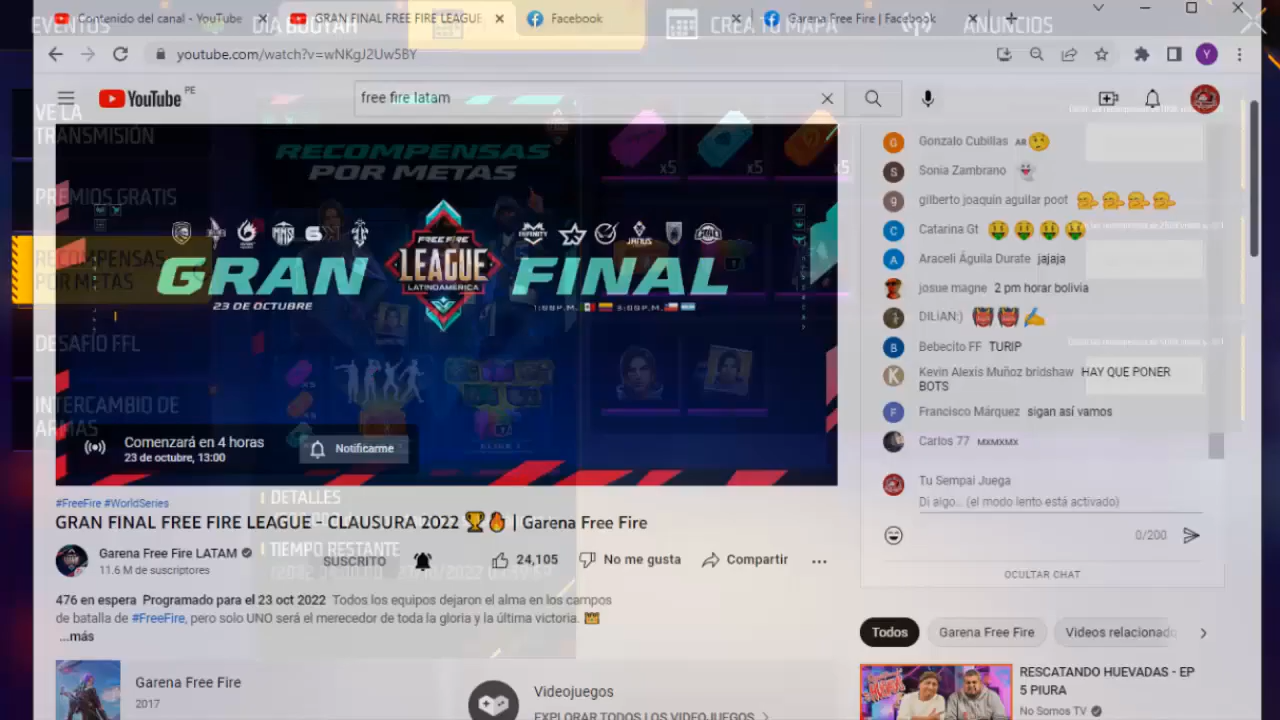 Contenido del canal - YouTube
GRAN FINAL FREE FIRE LEAGUE
Facebook
Garena Free Fire | Facebook
EVENTOS
DÍA BOOYAH
CREA TU MAPA
ANUNCIOS
youtube.com/watch?v=wNKgJ2Uw5BY
YouTube PE
free fire latam
VE LA
TRANSMISIÓN
PREMIOS GRATIS
RECOMPENSAS
POR METAS
DESAFÍO FFL
INTERCAMBIO DE
ARMAS
RECOMPENSAS
POR METAS
x5
x5
x5
GRAN
FREE FIRE
LEAGUE
LATINOAMÉRICA
FINAL
23 DE OCTUBRE
1:00P.M.
3:00P.M.
Comenzará en 4 horas
23 de octubre, 13:00
Notificarme
#FreeFire #WorldSeries
DETALLES
GRAN FINAL FREE FIRE LEAGUE - CLAUSURA 2022 🏆🔥 | Garena Free Fire
TIEMPO RESTANTE
Garena Free Fire LATAM
11.6 M de suscriptores
SUSCRITO
24,105
No me gusta
Compartir
476 en espera Programado para el 23 oct 2022 Todos los equipos dejaron el alma en los campos
de batalla de #FreeFire, pero solo UNO será el merecedor de toda la gloria y la última victoria. 👑
...más
Garena Free Fire
2017
Videojuegos
EXPLORAR TODOS LOS VIDEOJUEGOS
Gonzalo Cubillas AR🤨
Sonia Zambrano 👻
gilberto joaquin aguilar poot
Catarina Gt 🤑🤑🤑🤑
Araceli Águila Durate jajaja
josue magne 2 pm horar bolivia
DILIAN:) 👹👹✍
Bebecito FF TURIP
Kevin Alexis Muñoz bridshaw HAY QUE PONER
BOTS
Francisco Márquez sigan así vamos
Carlos 77 MXMXMX
Tu Sempai Juega
Di algo... (el modo lento está activado)
0/200
OCULTAR CHAT
Todos
Garena Free Fire
Videos relacionado
RESCATANDO HUEVADAS - EP
5 PIURA
No Somos TV